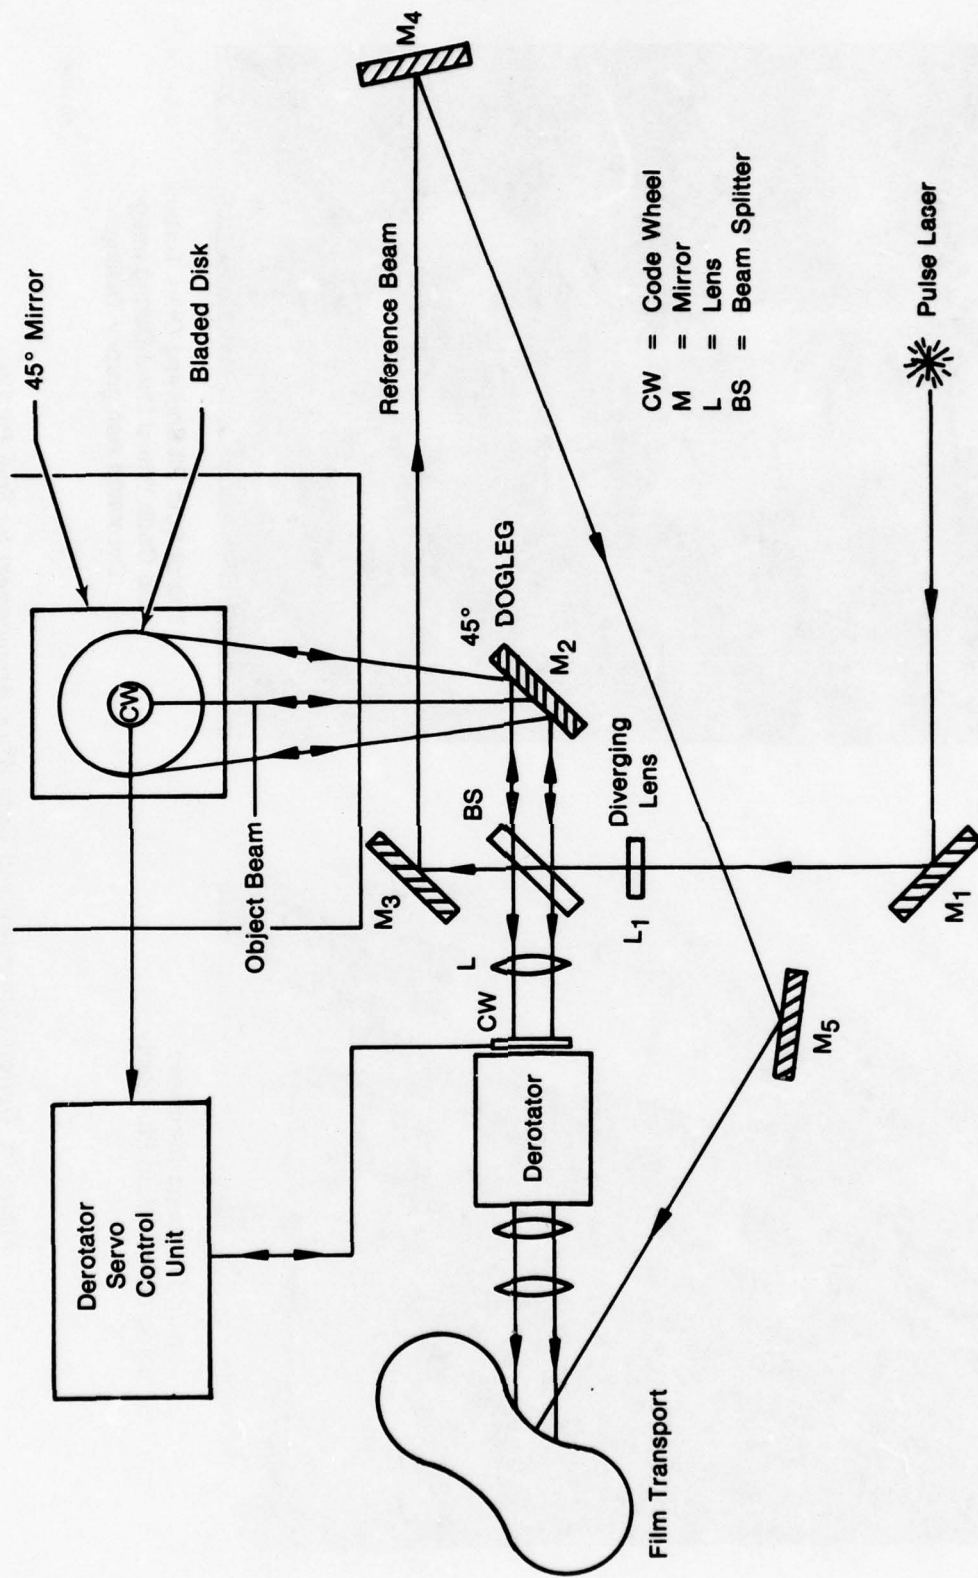 45° Mirror
Bladed Disk
CW
Object Beam
Derotator
Servo
Control
Unit
M3
Reference Beam
M4
L
CW
BS
45°
DOGLEG
M2
Derotator
L1
Diverging
Lens
Film Transport
M5
M1
Pulse Laser
CW = Code Wheel
M = Mirror
L = Lens
BS = Beam Splitter